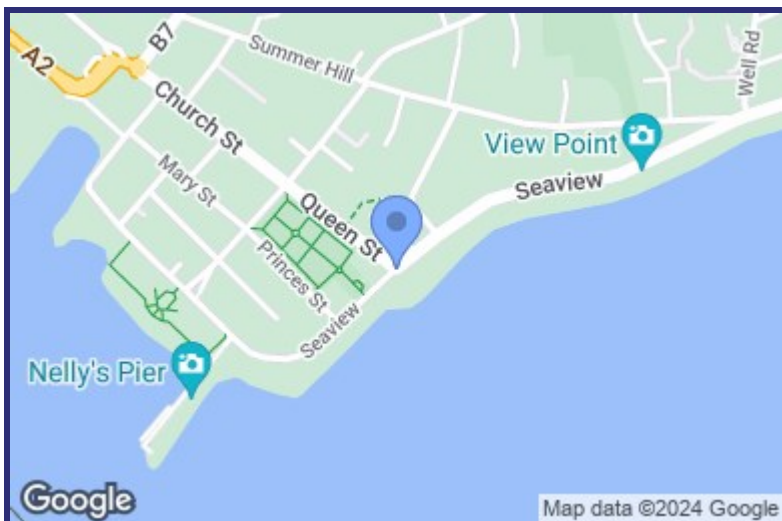 A2
B7
Summer Hill
Well Rd
Church St
View Point
Mary St
Seaview
Queen St
Princes St
Seaview
Nelly's Pier
Google
Map data ©2024 Google